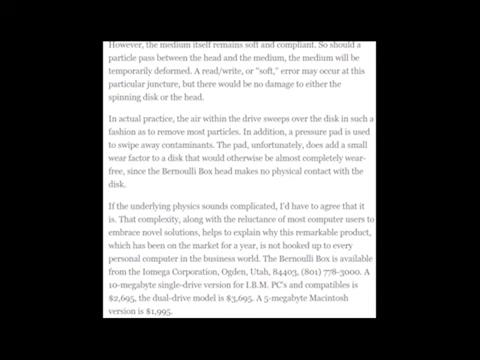 However, the medium itself remains soft and compliant. So should a
particle pass between the head and the medium, the medium will be
temporarily deformed. A read/write, or "soft," error may occur at this
particular juncture, but there would be no damage to either the
spinning disk or the head.
In actual practice, the air within the drive sweeps over the disk in such a
fashion as to remove most particles. In addition, a pressure pad is used
to swipe away contaminants. The pad, unfortunately, does add a small
wear factor to a disk that would otherwise be almost completely wear-
free, since the Bernoulli Box head makes no physical contact with the
disk.
If the underlying physics sounds complicated, I'd have to agree that it
is. That complexity, along with the reluctance of most computer users to
embrace novel solutions, helps to explain why this remarkable product,
which has been on the market for a year, is not hooked up to every
personal computer in the business world. The Bernoulli Box is available
from the Iomega Corporation, Ogden, Utah, 84403, (801) 778-3000. A
10-megabyte single-drive version for I.B.M. PC's and compatibles is
$2,695, the dual-drive model is $3,695. A 5-megabyte Macintosh
version is $1,995.